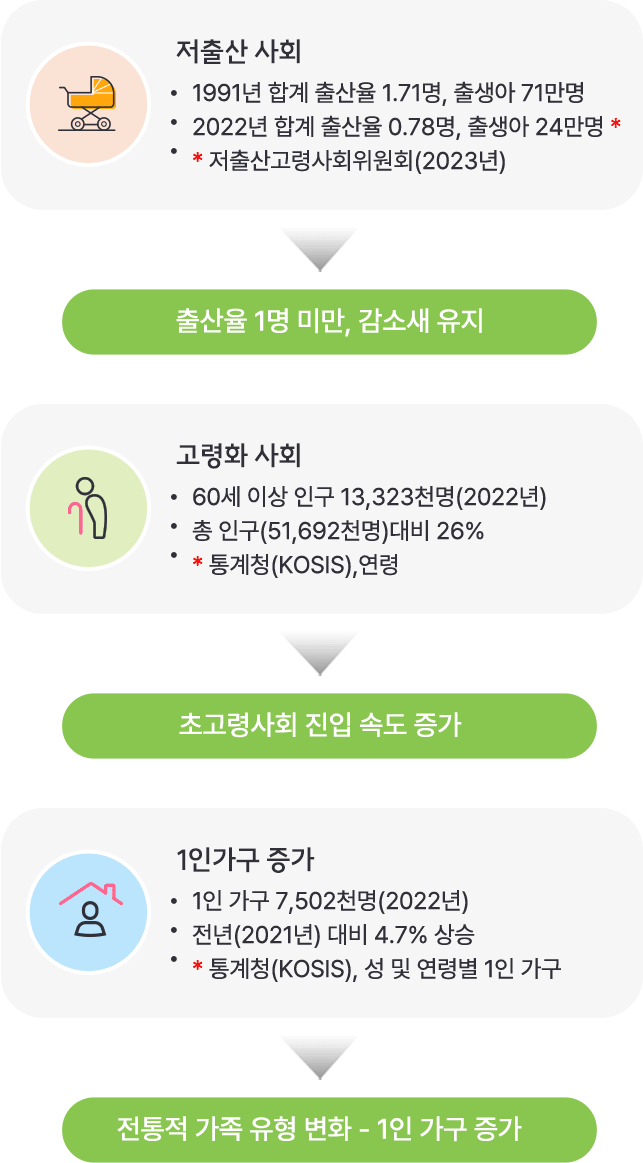 저출산 사회
• 1991년 합계 출산율 1.71명, 출생아 71만명
• 2022년 합계 출산율 0.78명, 출생아 24만명 *
• * 저출산고령사회위원회(2023년)
출산율 1명 미만, 감소새 유지
고령화 사회
• 60세 이상 인구 13,323천명(2022년)
• 총 인구(51,692천명)대비 26%
• * 통계청(KOSIS),연령
초고령사회 진입 속도 증가
1인가구 증가
• 1인 가구 7,502천명(2022년)
• 전년(2021년) 대비 4.7% 상승
• * 통계청(KOSIS), 성 및 연령별 1인 가구
전통적 가족 유형 변화 - 1인 가구 증가